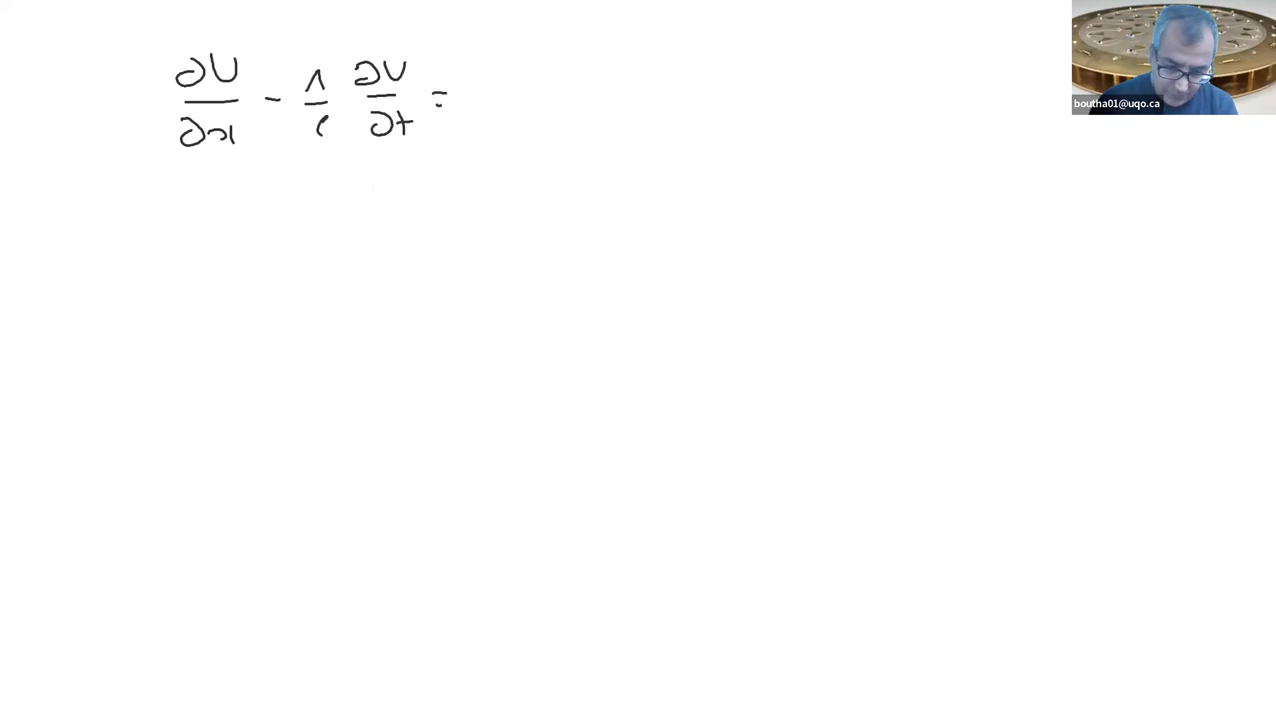 ∂U/∂x - 1/c ∂U/∂t =
boutha01@uqo.ca